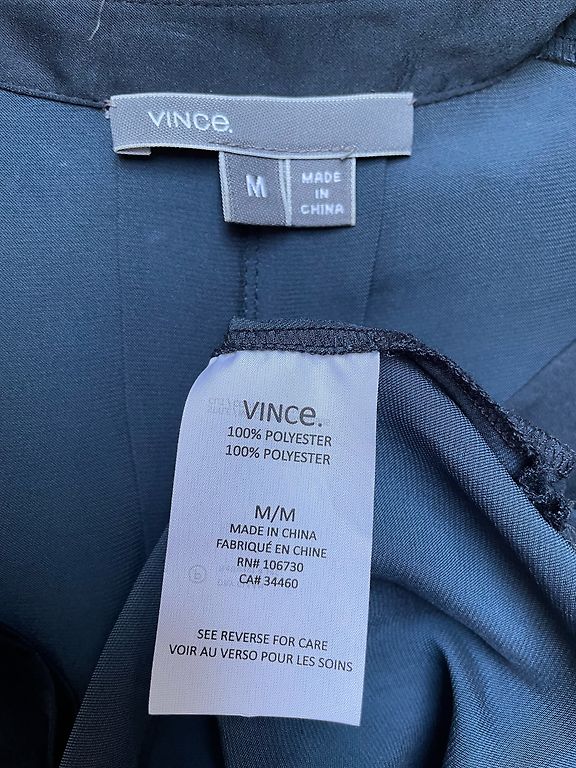 VINCe.
M
MADE
IN
CHINA
VINCe.
100% POLYESTER
100% POLYESTER
M/M
MADE IN CHINA
FABRIQUÉ EN CHINE
RN# 106730
CA# 34460
SEE REVERSE FOR CARE
VOIR AU VERSO POUR LES SOINS